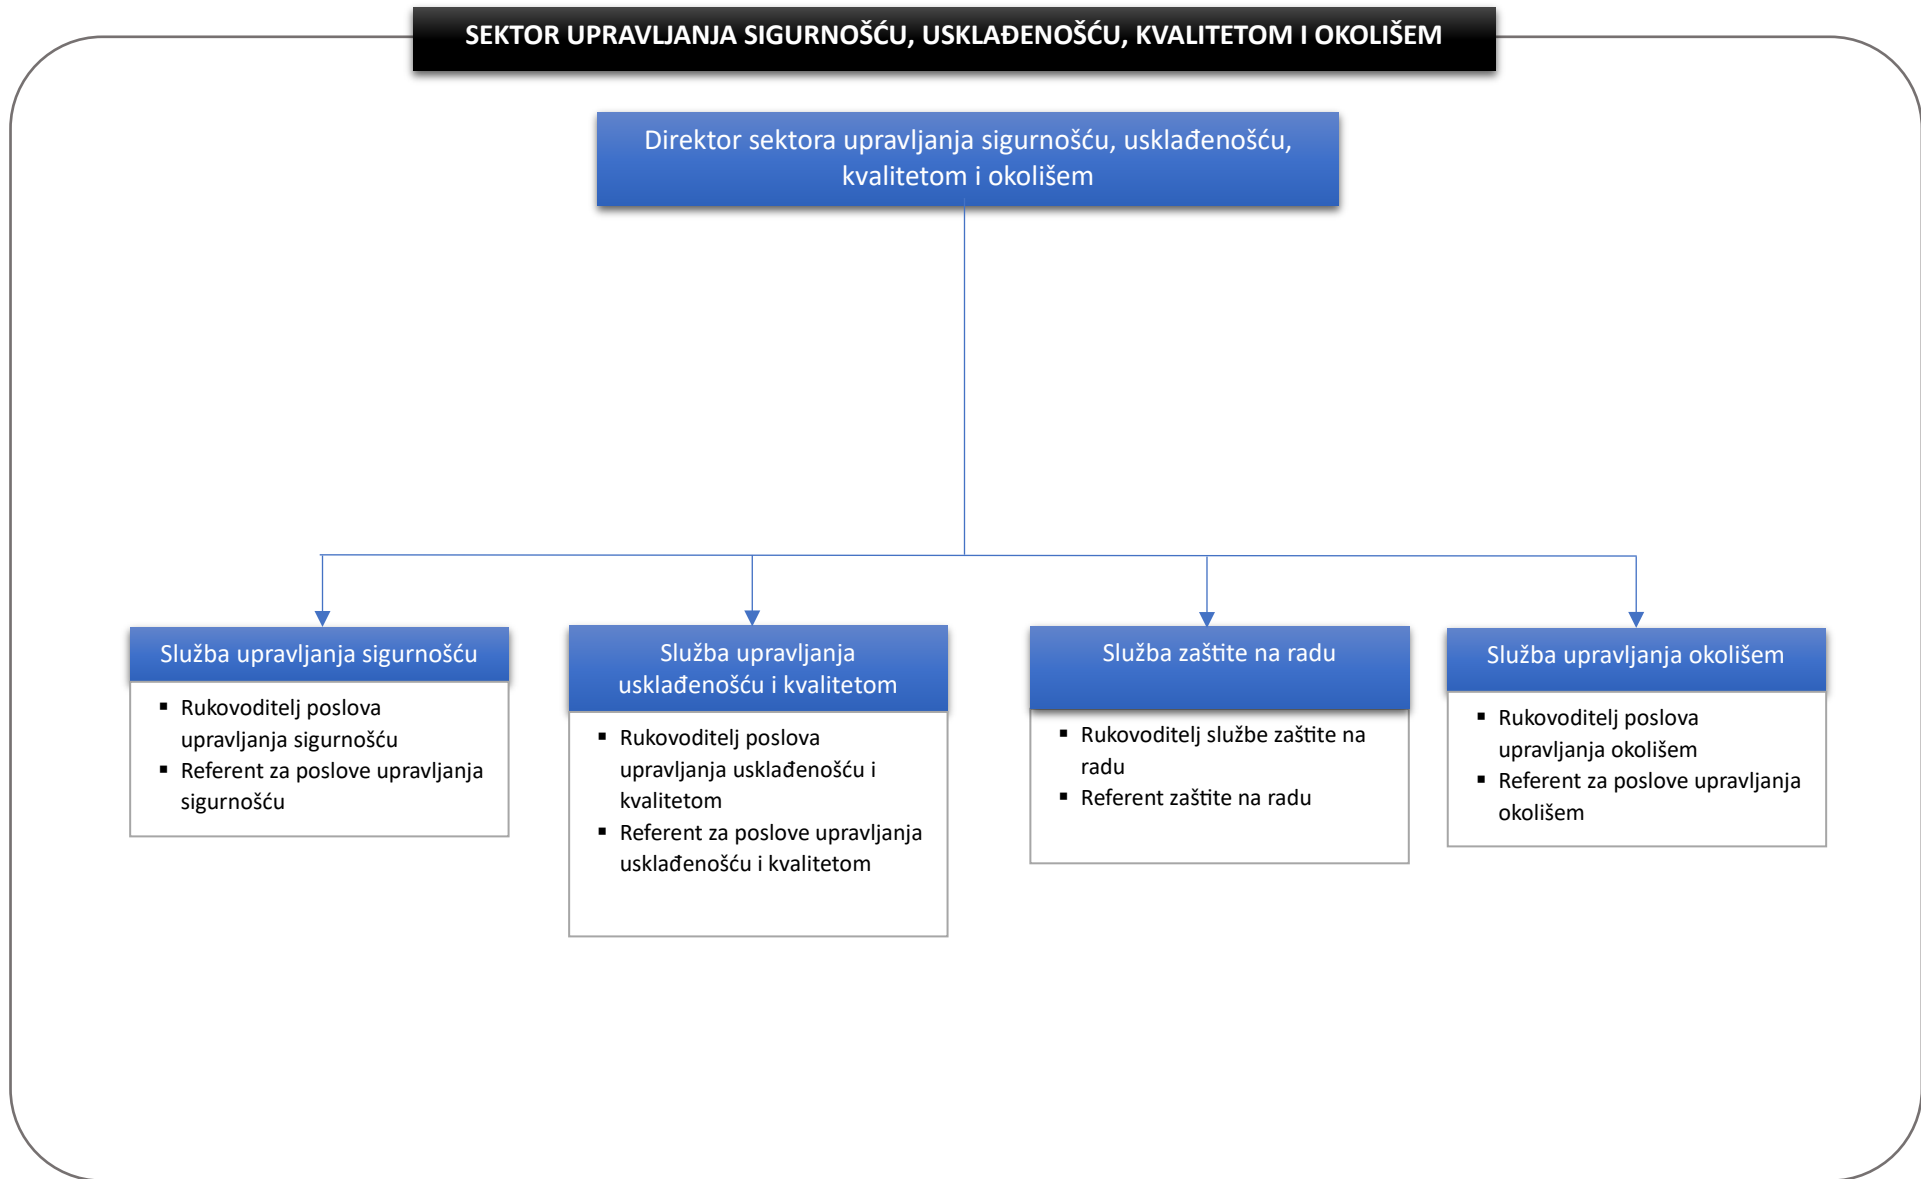 SEKTOR UPRAVLJANJA SIGURNOŠĆU, USKLAĐENOŠĆU, KVALITETOM I OKOLIŠEM
Direktor sektora upravljanja sigurnošću, usklađenošću,
kvalitetom i okolišem
Služba upravljanja sigurnošću
▪ Rukovoditelj poslova
upravljanja sigurnošću
▪ Referent za poslove upravljanja
sigurnošću
Služba upravljanja
usklađenošću i kvalitetom
▪ Rukovoditelj poslova
upravljanja usklađenošću i
kvalitetom
▪ Referent za poslove upravljanja
usklađenošću i kvalitetom
Služba zaštite na radu
▪ Rukovoditelj službe zaštite na
radu
▪ Referent zaštite na radu
Služba upravljanja okolišem
▪ Rukovoditelj poslova
upravljanja okolišem
▪ Referent za poslove upravljanja
okolišem